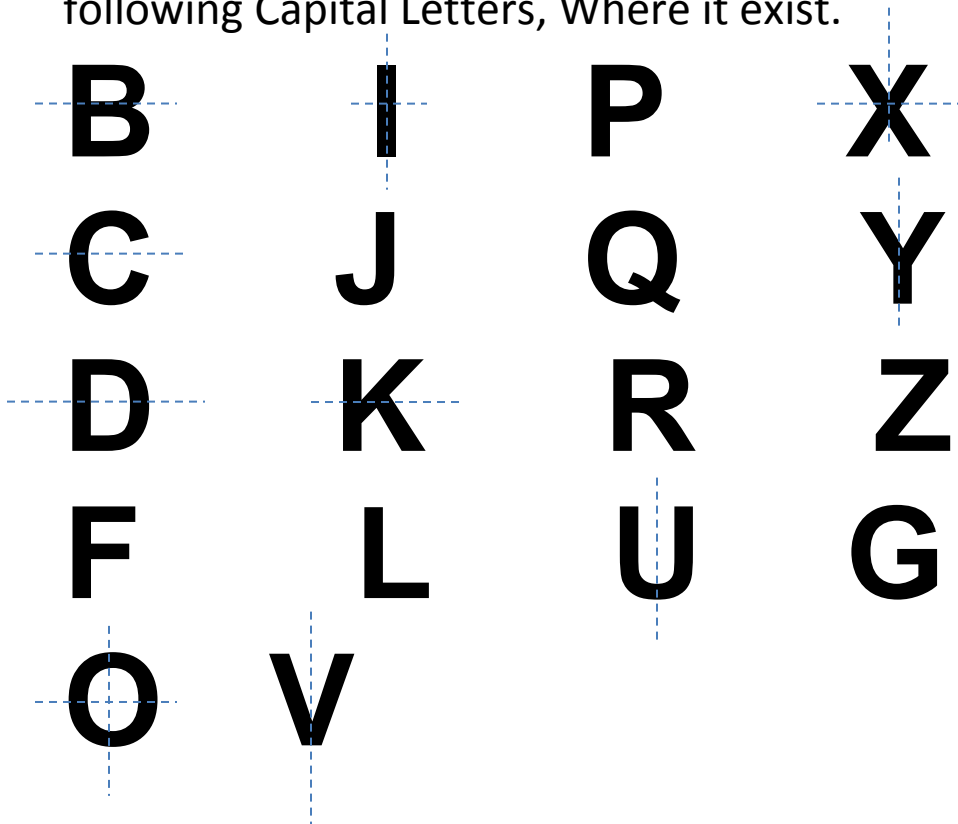 following Capital Letters, Where it exist.
B I P X
C J Q Y
D K R Z
F L U G
O V